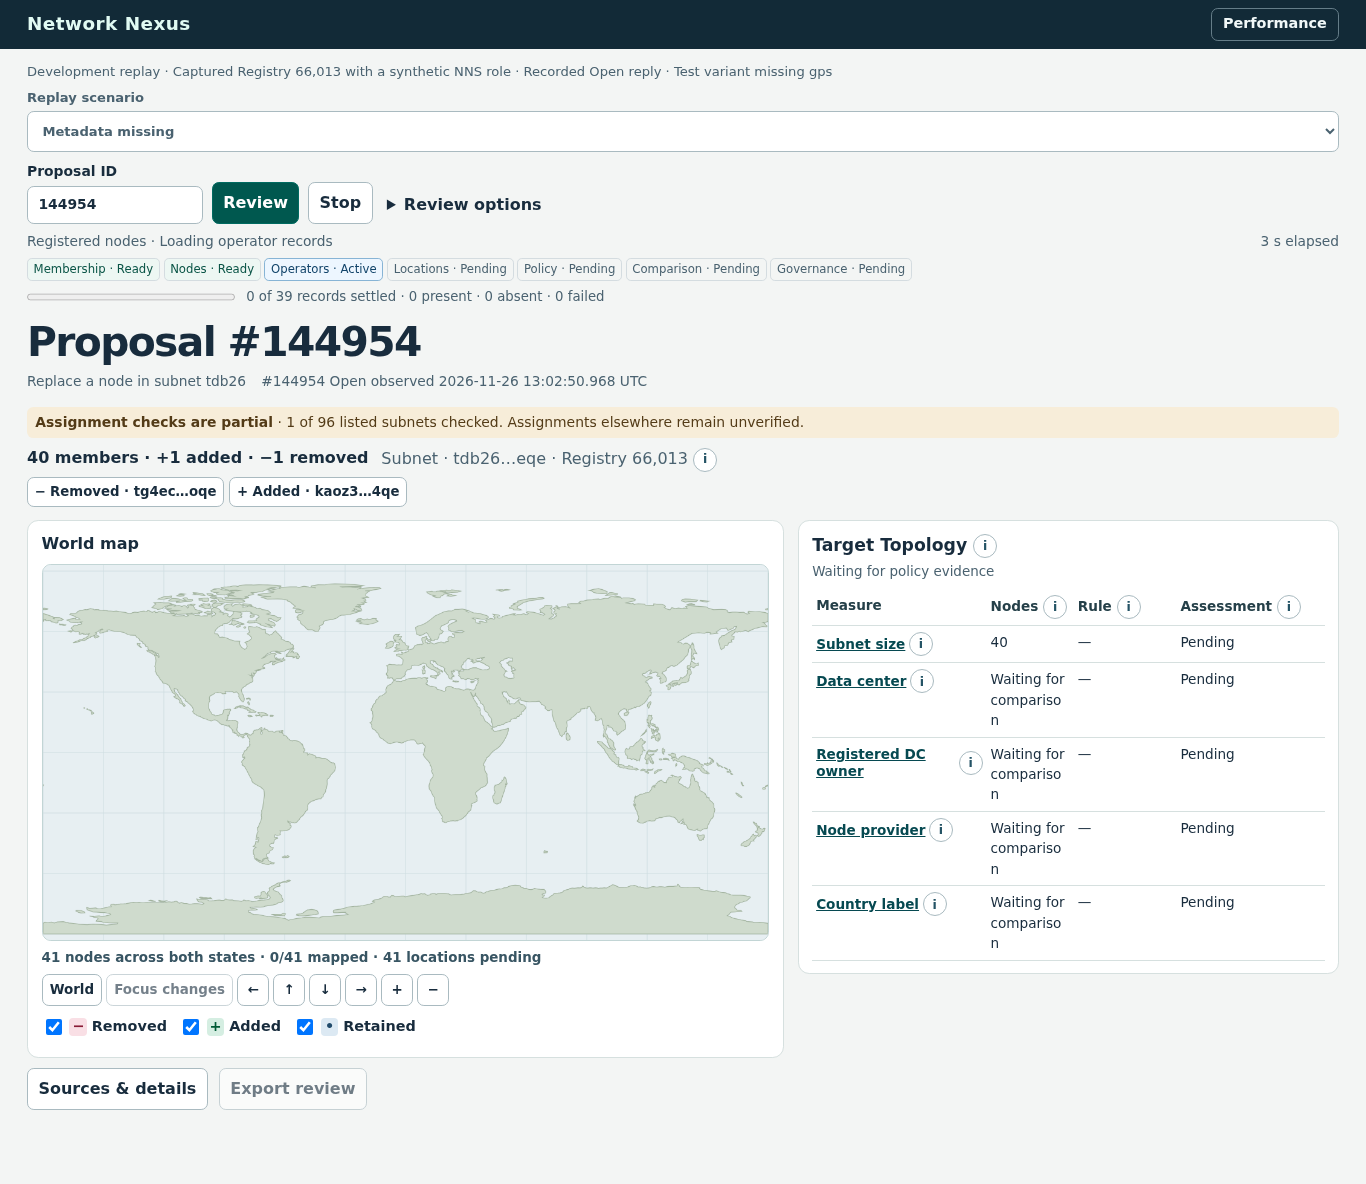 Network Nexus
Performance
Development replay · Captured Registry 66,013 with a synthetic NNS role · Recorded Open reply · Test variant missing gps
Replay scenario
Metadata missing
Proposal ID
144954
Review
Stop
Review options
Registered nodes · Loading operator records
3 s elapsed
Membership · Ready
Nodes · Ready
Operators · Active
Locations · Pending
Policy · Pending
Comparison · Pending
Governance · Pending
0 of 39 records settled · 0 present · 0 absent · 0 failed
Proposal #144954
Replace a node in subnet tdb26 #144954 Open observed 2026-11-26 13:02:50.968 UTC
Assignment checks are partial · 1 of 96 listed subnets checked. Assignments elsewhere remain unverified.
40 members · +1 added · −1 removed Subnet · tdb26…eqe · Registry 66,013 i
− Removed · tg4ec…oqe
+ Added · kaoz3…4qe
World map
41 nodes across both states · 0/41 mapped · 41 locations pending
World
Focus changes
←
↑
↓
→
+
−
− Removed
+ Added
• Retained
Target Topology i
Waiting for policy evidence
Measure
Nodes i
Rule i
Assessment i
Subnet size i
40
—
Pending
Data center i
Waiting for
compariso
n
—
Pending
Registered DC
owner
i
Waiting for
compariso
n
—
Pending
Node provider i
Waiting for
compariso
n
—
Pending
Country label i
Waiting for
compariso
n
—
Pending
Sources & details
Export review